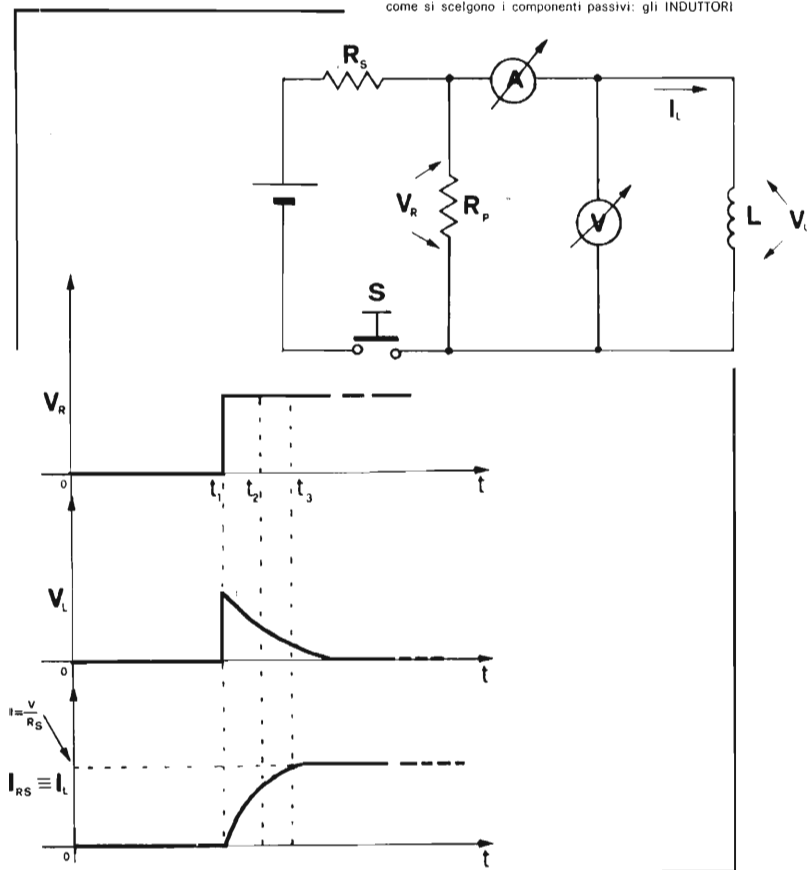 come si scelgono i componenti passivi: gli INDUTTORI
R_S
A
I_L
V_R
R_P
V
L
V_L
S
V_R
0
t_1
t_2
t_3
t
V_L
0
t
I = V/R_S
I_RS ≡ I_L
0
t